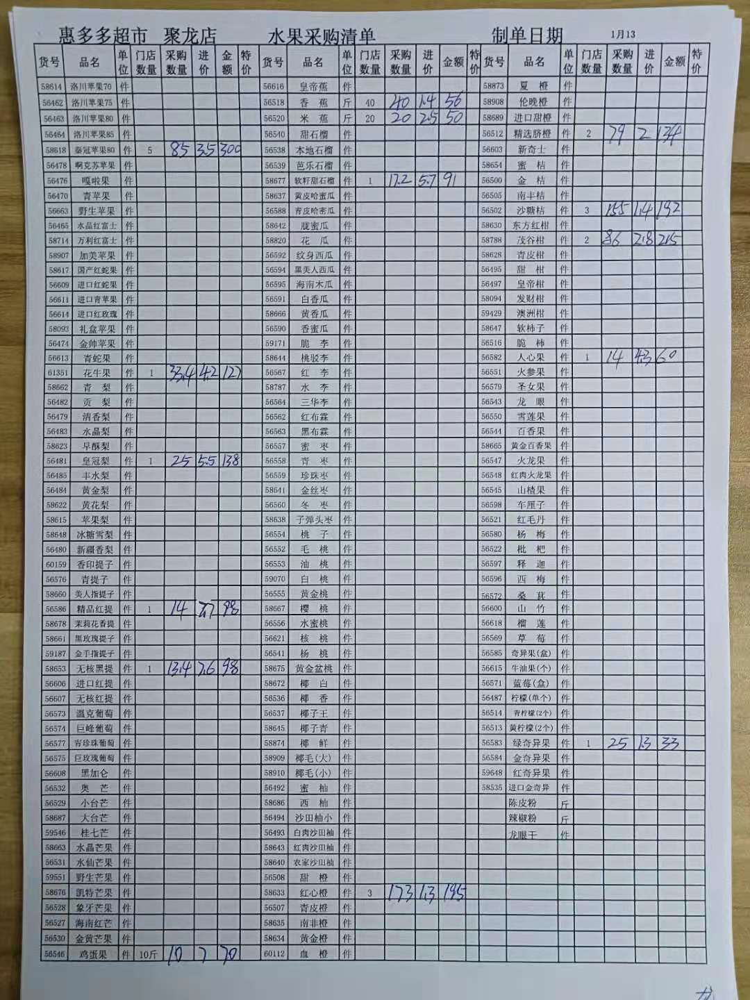 惠多多超市 聚龙店 水果采购清单 制单日期 1月13
货号 品名 单位 门店数量 采购数量 进价 金额 特价 货号 品名 单位 门店数量 采购数量 进价 金额 特价 货号 品名 单位 门店数量 采购数量 进价 金额 特价
58614 洛川苹果70 件 56616 皇帝蕉 件 58873 夏 橙 件
56462 洛川苹果75 件 56518 香 蕉 斤 40 40 1.4 56 58908 伦晚橙 件
56463 洛川苹果80 件 56520 米 蕉 斤 20 20 2.5 50 58689 进口甜橙 件
56464 洛川苹果85 件 56540 甜石榴 件 56512 精选脐橙 件 2 79 2
58618 秦冠苹果80 件 5 85 3.5 300 56538 本地石榴 件 56603 新奇士 件
56478 啊克苏苹果 件 56539 芭乐石榴 件 58654 蜜 桔 件
56476 嘎啦果 件 58677 软籽甜石榴 件 1 17.2 5.7 91 56500 金 桔 件
56470 青苹果 件 58637 黄皮哈蜜瓜 件 56505 南丰桔 件
56663 野生苹果 件 56588 青皮哈密瓜 件 56502 沙糖桔 件 3 155 1.4 192
56465 水晶红富士 件 58642 胧蜜瓜 件 58630 东方红柑 件
58714 万利红富士 件 58820 花 瓜 件 58788 茂谷柑 件 2 86 2.8 215
58907 加美苹果 件 56592 纹身西瓜 件 58628 青皮柑 件
58617 国产红蛇果 件 56594 黑美人西瓜 件 56495 甜 柑 件
56609 进口红蛇果 件 56595 海南木瓜 件 56497 皇帝柑 件
56611 进口青苹果 件 56591 白香瓜 件 58094 发财柑 件
56614 进口红玫瑰 件 58666 黄香瓜 件 59429 澳洲柑 件
58093 礼盒苹果 件 56590 香蜜瓜 件 58647 软柿子 件
56474 金帅苹果 件 59171 脆 李 件 56516 脆 柿 件
56613 青蛇果 件 58644 桃驳李 件 56582 人心果 件 1 14 4.3 60
61351 花牛果 件 1 33.4 4.2 127 56567 红 李 件 56551 火参果 件
58662 青 梨 件 58787 水 李 件 56579 圣女果 件
56482 贡 梨 件 56564 三华李 件 56543 龙 眼 件
56479 清香梨 件 56562 红布霖 件 56550 雪莲果 件
56483 水晶梨 件 56563 黑布霖 件 56544 百香果 件
58623 早酥梨 件 56557 蜜 枣 件 58665 黄金百香果 件
56481 皇冠梨 件 1 25 5.5 138 56558 青 枣 件 56547 火龙果 件
56485 丰水梨 件 56559 珍珠枣 件 56548 红肉火龙果 件
56484 黄金梨 件 58541 金丝枣 件 56545 山楂果 件
58622 黄花梨 件 56560 冬 枣 件 56598 车厘子 件
58615 苹果梨 件 58638 子弹头枣 件 56521 红毛丹 件
58648 冰糖雪梨 件 56554 桃 子 件 56580 杨 梅 件
56480 新疆香梨 件 56552 毛 桃 件 56522 枇 杷 件
60159 香印提子 件 56553 油 桃 件 56597 释 迦 件
56576 青提子 件 59070 白 桃 件 56596 西 梅 件
58660 美人指提子 件 56555 黄金桃 件 56572 桑 葚 件
56586 精品红提 件 1 14 7.7 98 58667 樱 桃 件 56600 山 竹 件
58678 茉莉花香提 件 56556 水蜜桃 件 56618 榴 莲 件
58661 黑玫瑰提子 件 56621 核 桃 件 56569 草 莓 件
59187 金手指提子 件 56541 杨 桃 件 56585 奇异果(盒) 件
58653 无核黑提 件 1 13.4 7.6 98 58675 黄金盆桃 件 56615 牛油果(个) 件
56606 进口红提 件 58672 椰 白 件 56571 蓝莓(盒) 件
56607 无核红提 件 56536 椰 香 件 56487 柠檬(单个) 件
56573 温克葡萄 件 56537 椰子王 件 56514 青柠檬(2个) 件
56574 巨峰葡萄 件 58645 椰子青 件 56513 黄柠檬(2个) 件
56577 宵珍珠葡萄 件 58874 椰 鲜 件 56583 绿奇异果 件 1 25 1.3 33
56575 巨玫瑰葡萄 件 58909 椰毛(大) 件 56584 金奇异果 件
56608 黑加仑 件 58910 椰毛(小) 件 59648 红奇异果 件
56532 奥 芒 件 56492 蜜 柚 件 58535 进口金奇异 件
56529 小台芒 件 58686 西 柚 件 陈皮粉 斤
58687 大台芒 件 56494 沙田柚小 件 辣椒粉 斤
59546 桂七芒 件 56493 白肉沙田柚 件 龙眼干 件
58663 水晶芒果 件 58643 红肉沙田柚 件
56531 水仙芒果 件 58640 农家沙田柚 件
59551 野生芒果 件 56508 甜 橙 件
58676 凯特芒果 件 58633 红心橙 件 3 173 1.3 195
56528 象牙芒果 件 56507 青皮橙 件
56527 海南红芒 件 58635 南非橙 件
56530 金黄芒果 件 58634 黄金橙 件
56546 鸡蛋果 件 10斤 10 7 70 60112 血 橙 件